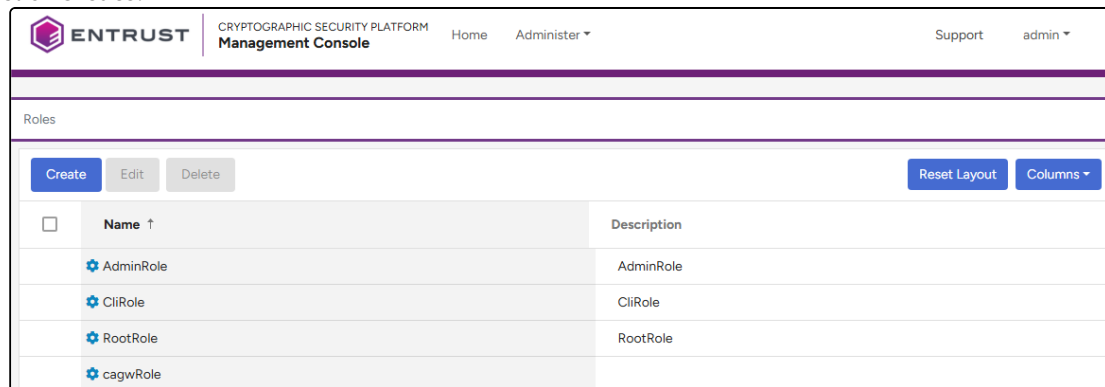 ENTRUST
CRYPTOGRAPHIC SECURITY PLATFORM
Management Console
Home Administer Support admin
Roles
Create Edit Delete Reset Layout Columns
Name ↑ Description
AdminRole AdminRole
CliRole CliRole
RootRole RootRole
cagwRole